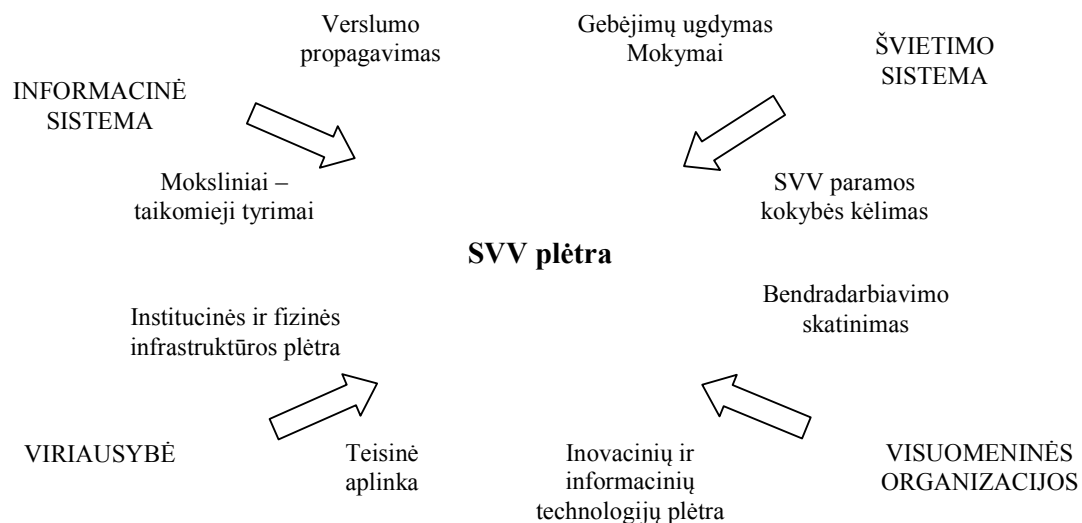 Verslumo
propagavimas
Gebėjimų ugdymas
Mokymai
ŠVIETIMO
SISTEMA
INFORMACINĖ
SISTEMA
Moksliniai –
taikomieji tyrimai
SVV paramos
kokybės kėlimas
SVV plėtra
Institucinės ir fizinės
infrastruktūros plėtra
Bendradarbiavimo
skatinimas
VIRIAUSYBĖ
Teisinė
aplinka
Inovacinių ir
informacinių
technologijų plėtra
VISUOMENINĖS
ORGANIZACIJOS